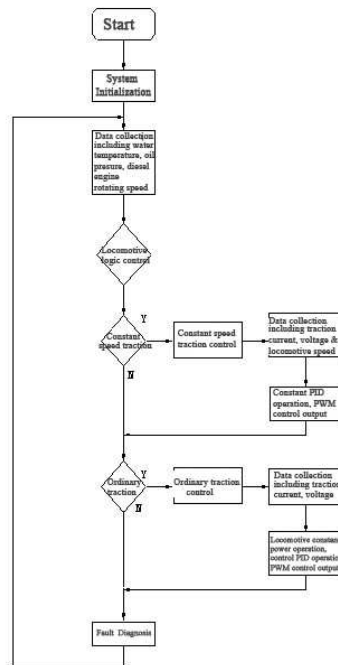 Start
System
Initialization
Data collection
including water
temperature, oil
presure, diesel
engine
rotating speed
Locomotive
logic control
Y
Constant
speed traction
N
Constant speed
traction control
Data collection
including traction
current, voltage &
locomotive speed
Constant PID
operation, PWM
control output
Y
Ordinary
traction
N
Ordinary traction
control
Data collection
including traction
current, voltage
Locomotive constan
power operation,
control PID operatio
PWM control output
Fault Diagnosis